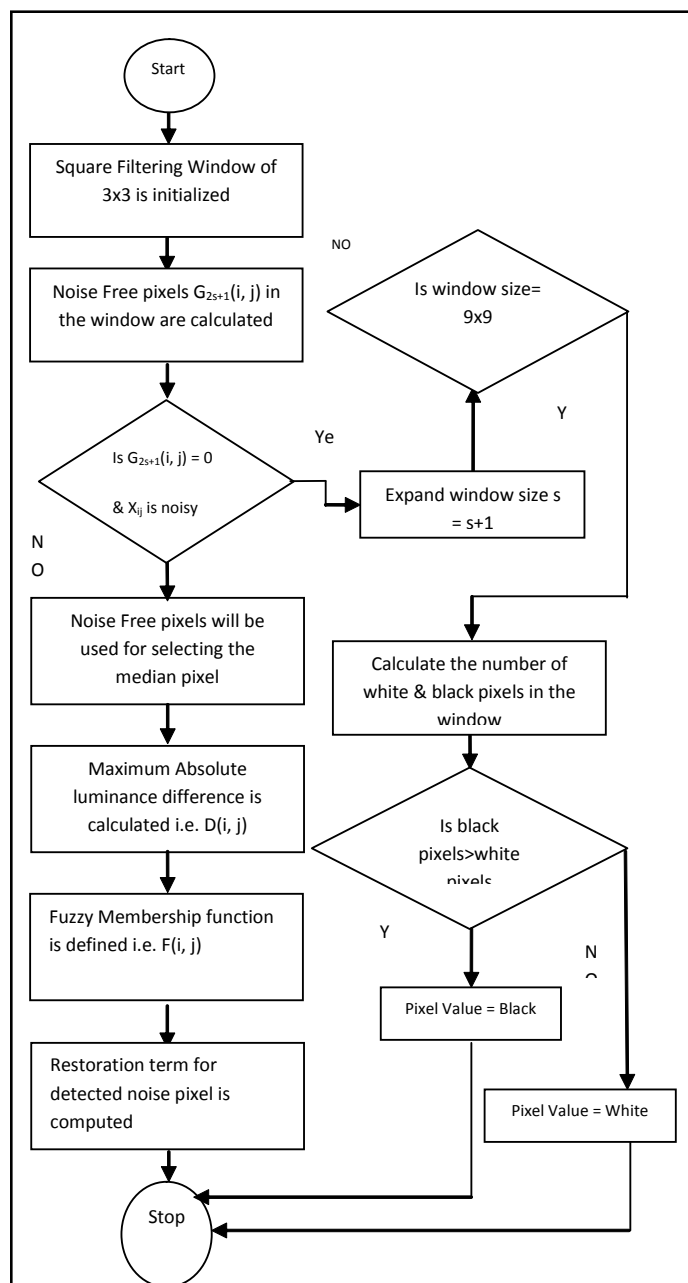 Start
Square Filtering Window of
3x3 is initialized
Noise Free pixels G2s+1(i, j) in
the window are calculated
Is G2s+1(i, j) = 0
& Xij is noisy
Ye
N
O
Expand window size s
= s+1
NO
Is window size=
9x9
Y
Noise Free pixels will be
used for selecting the
median pixel
Maximum Absolute
luminance difference is
calculated i.e. D(i, j)
Fuzzy Membership function
is defined i.e. F(i, j)
Restoration term for
detected noise pixel is
computed
Calculate the number of
white & black pixels in the
window
Is black
pixels>white
pixels
Y
N
O
Pixel Value = Black
Pixel Value = White
Stop